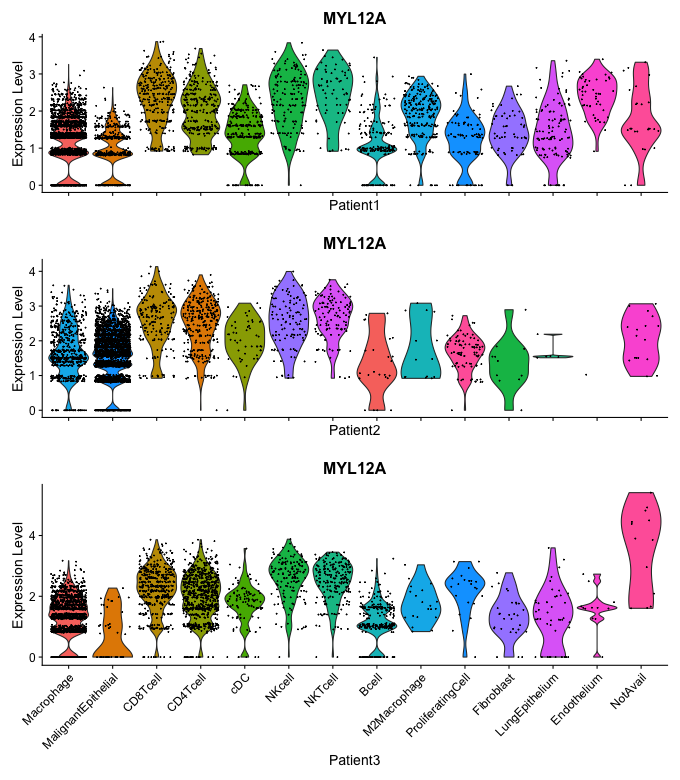 MYL12A
Expression Level
4
3
2
1
0
Patient1
MYL12A
Expression Level
4
3
2
1
0
Patient2
MYL12A
Expression Level
4
2
0
Macrophage
MalignantEpithelial
CD8Tcell
CD4Tcell
cDC
NKcell
NKTcell
Bcell
M2Macrophage
ProliferatingCell
Fibroblast
LungEpithelium
Endothelium
NotAvail
Patient3